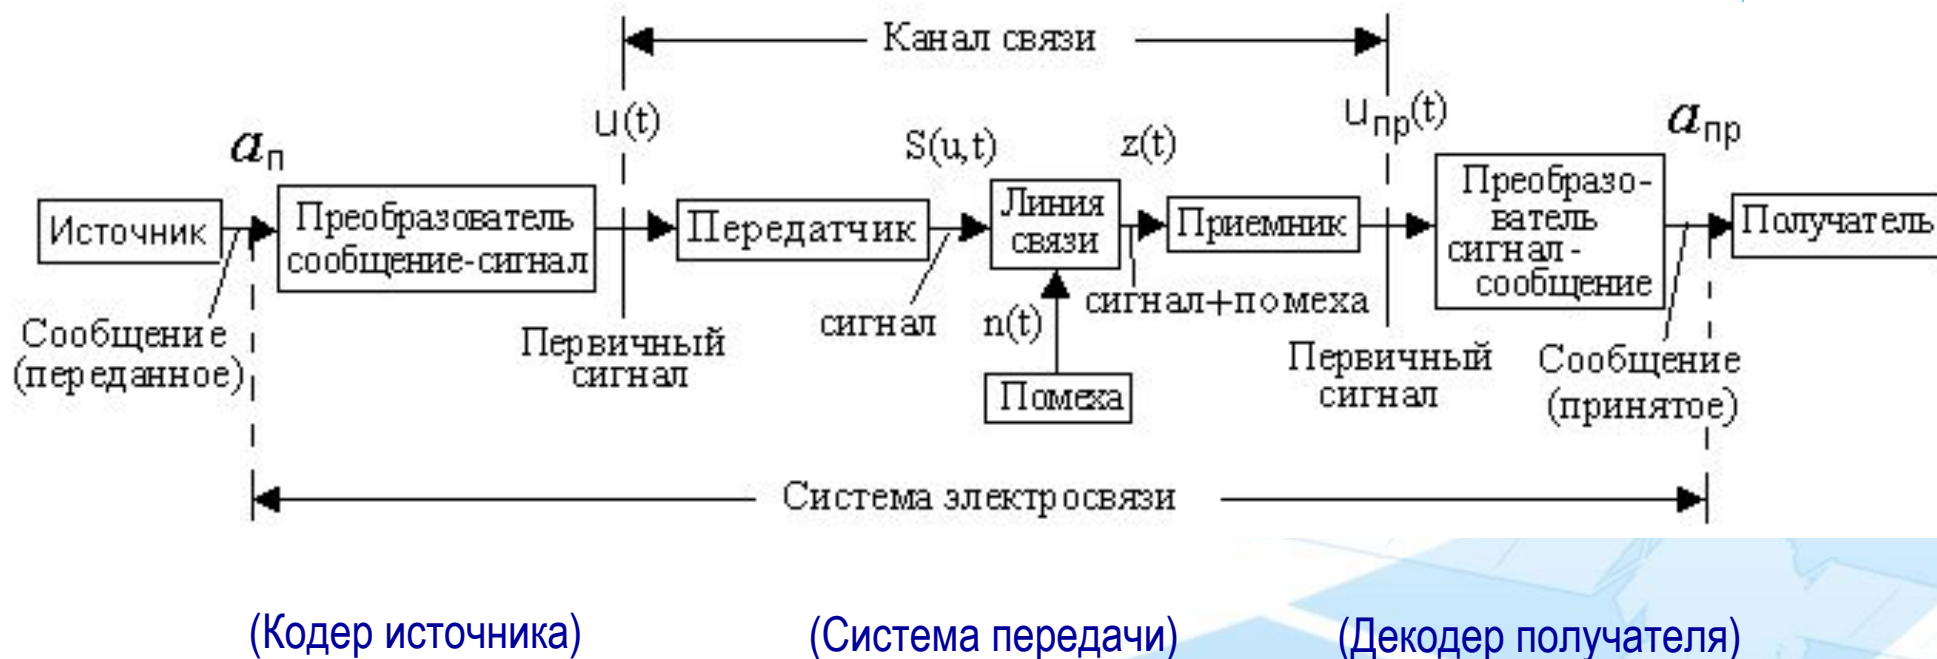 Канал связи
u(t)
uпр(t)
aп
S(u,t)
z(t)
aпр
Источник
Преобразователь
сообщение-сигнал
Передатчик
Линия
связи
Приемник
Преобразо-
ватель
сигнал-
сообщение
Получатель
Сообщение
(переданное)
Первичный
сигнал
сигнал
n(t)
сигнал+помеха
Первичный
сигнал
Сообщение
(принятое)
Помеха
Система электросвязи
(Кодер источника)
(Система передачи)
(Декодер получателя)